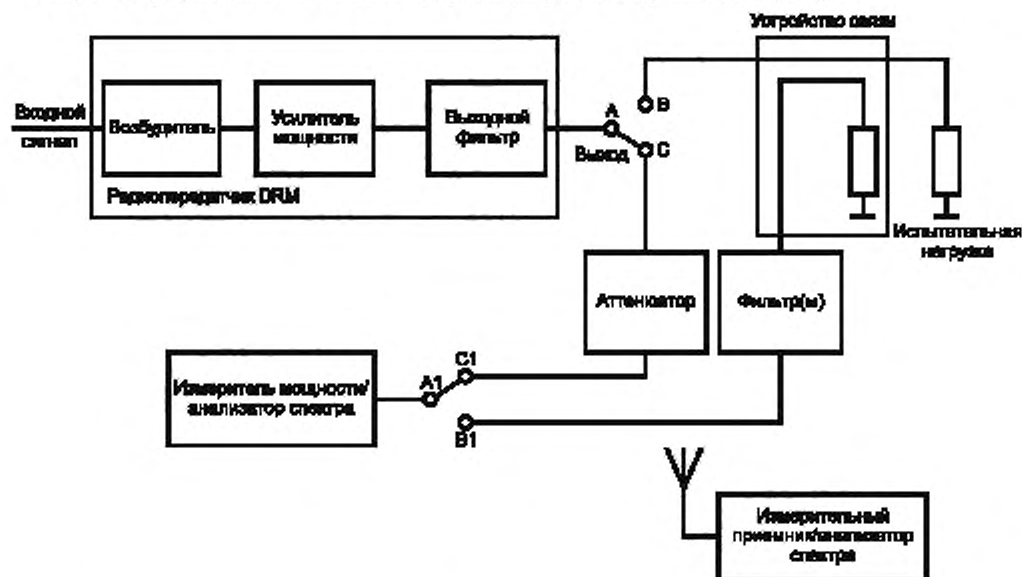 Устройство связи
Входной
сигнал
Возбудитель
Усилитель
мощности
Выходной
фильтр
Радиопередатчик DRM
A
B
C
Выход
Испытательная
нагрузка
Аттенюатор
Фильтр(ы)
Измеритель мощности/
анализатор спектра
A1
C1
B1
Измерительный
приемник/анализатор
спектра